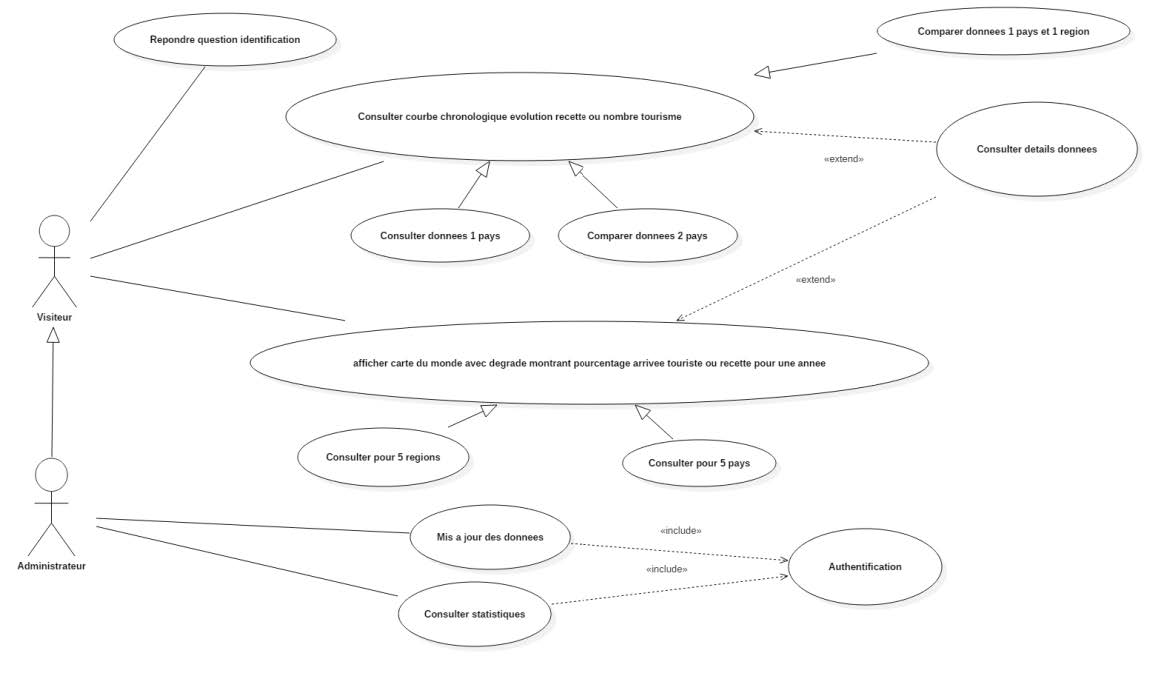 Comparer donnees 1 pays et 1 region
Repondre question identification
Consulter courbe chronologique evolution recette ou nombre tourisme
Consulter details donnees
«extend»
Consulter donnees 1 pays
Comparer donnees 2 pays
«extend»
Visiteur
afficher carte du monde avec degrade montrant pourcentage arrivee touriste ou recette pour une annee
Consulter pour 5 regions
Consulter pour 5 pays
«include»
Mis a jour des donnees
Administrateur
«include»
Authentification
Consulter statistiques